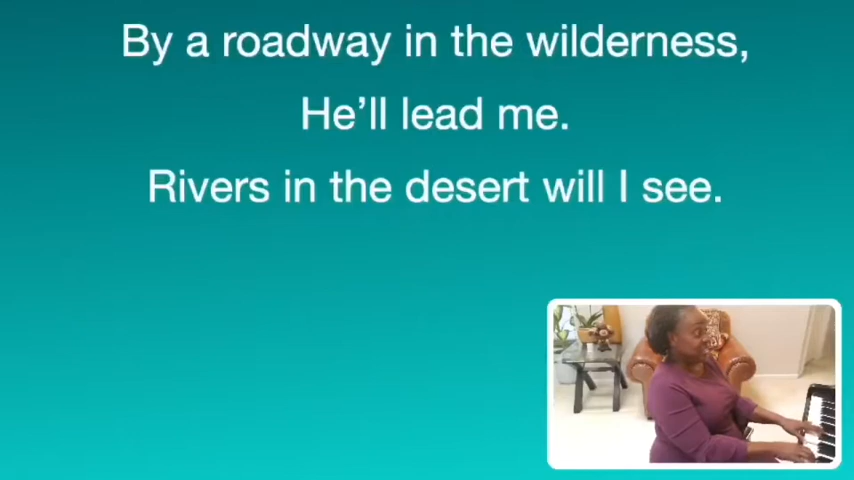 By a roadway in the wilderness,
He’ll lead me.
Rivers in the desert will I see.